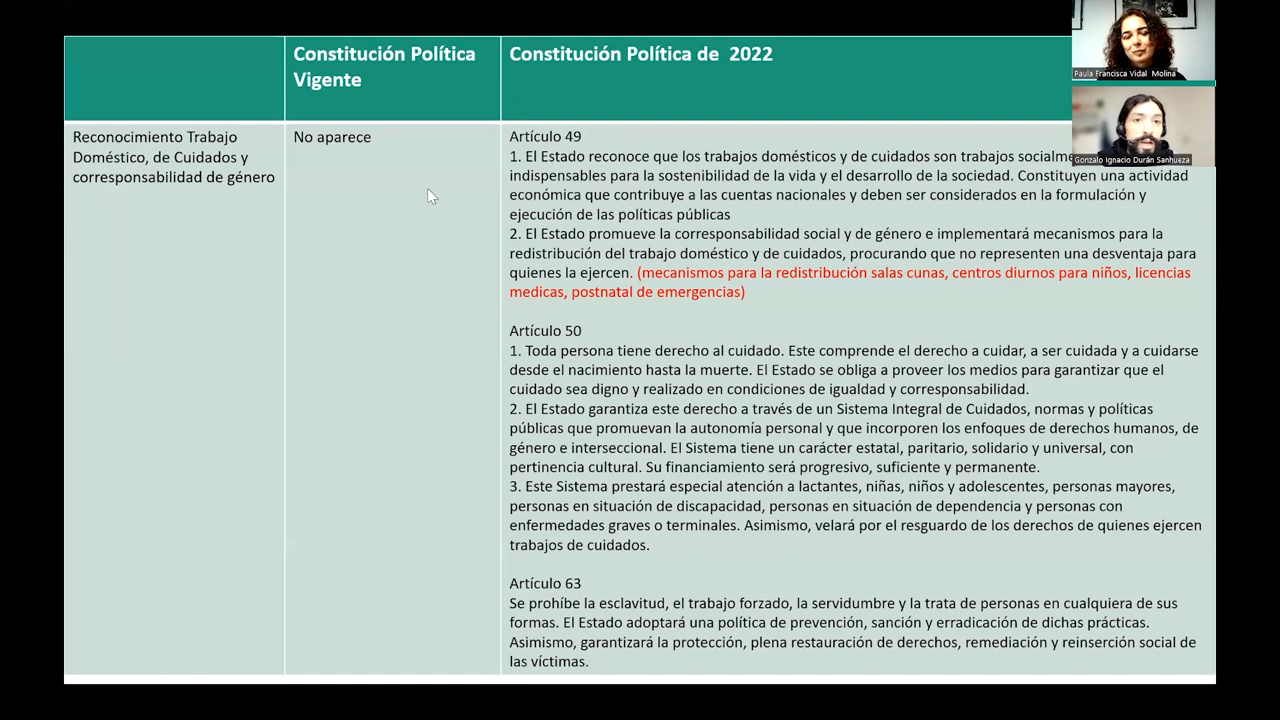 Constitución Política
Vigente
Constitución Política de 2022
Reconocimiento Trabajo
Doméstico, de Cuidados y
corresponsabilidad de género
No aparece
Artículo 49
1. El Estado reconoce que los trabajos domésticos y de cuidados son trabajos
indispensables para la sostenibilidad de la vida y el desarrollo de la sociedad. Constituyen una actividad
económica que contribuye a las cuentas nacionales y deben ser considerados en la formulación y
ejecución de las políticas públicas
2. El Estado promueve la corresponsabilidad social y de género e implementará mecanismos para la
redistribución del trabajo doméstico y de cuidados, procurando que no representen una desventaja para
quienes la ejercen. (mecanismos para la redistribución salas cunas, centros diurnos para niños, licencias
medicas, postnatal de emergencias)
Artículo 50
1. Toda persona tiene derecho al cuidado. Este comprende el derecho a cuidar, a ser cuidada y a cuidarse
desde el nacimiento hasta la muerte. El Estado se obliga a proveer los medios para garantizar que el
cuidado sea digno y realizado en condiciones de igualdad y corresponsabilidad.
2. El Estado garantiza este derecho a través de un Sistema Integral de Cuidados, normas y políticas
públicas que promuevan la autonomía personal y que incorporen los enfoques de derechos humanos, de
género e interseccional. El Sistema tiene un carácter estatal, paritario, solidario y universal, con
pertinencia cultural. Su financiamiento será progresivo, suficiente y permanente.
3. Este Sistema prestará especial atención a lactantes, niñas, niños y adolescentes, personas mayores,
personas en situación de discapacidad, personas en situación de dependencia y personas con
enfermedades graves o terminales. Asimismo, velará por el resguardo de los derechos de quienes ejercen
trabajos de cuidados.
Artículo 63
Se prohíbe la esclavitud, el trabajo forzado, la servidumbre y la trata de personas en cualquiera de sus
formas. El Estado adoptará una política de prevención, sanción y erradicación de dichas prácticas.
Asimismo, garantizará la protección, plena restauración de derechos, remediación y reinserción social de
las víctimas.
Paula Francisca Vidal Molina
Gonzalo Ignacio Durán Sanhueza